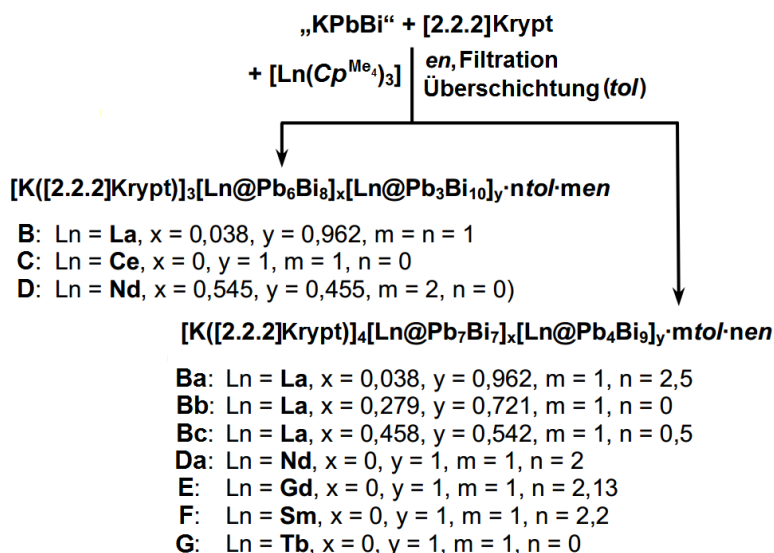 „KPbBi“ + [2.2.2]Krypt
+ [Ln(Cp^Me₄)₃]
en, Filtration
Überschichtung (tol)
[K([2.2.2]Krypt)]₃[Ln@Pb₆Bi₈]ₓ[Ln@Pb₃Bi₁₀]y·ntol·men
B: Ln = La, x = 0,038, y = 0,962, m = n = 1
C: Ln = Ce, x = 0, y = 1, m = 1, n = 0
D: Ln = Nd, x = 0,545, y = 0,455, m = 2, n = 0)
[K([2.2.2]Krypt)]₄[Ln@Pb₇Bi₇]ₓ[Ln@Pb₄Bi₉]y·mtol·nen
Ba: Ln = La, x = 0,038, y = 0,962, m = 1, n = 2,5
Bb: Ln = La, x = 0,279, y = 0,721, m = 1, n = 0
Bc: Ln = La, x = 0,458, y = 0,542, m = 1, n = 0,5
Da: Ln = Nd, x = 0, y = 1, m = 1, n = 2
E: Ln = Gd, x = 0, y = 1, m = 1, n = 2,13
F: Ln = Sm, x = 0, y = 1, m = 1, n = 2,2
G: Ln = Tb, x = 0, y = 1, m = 1, n = 0